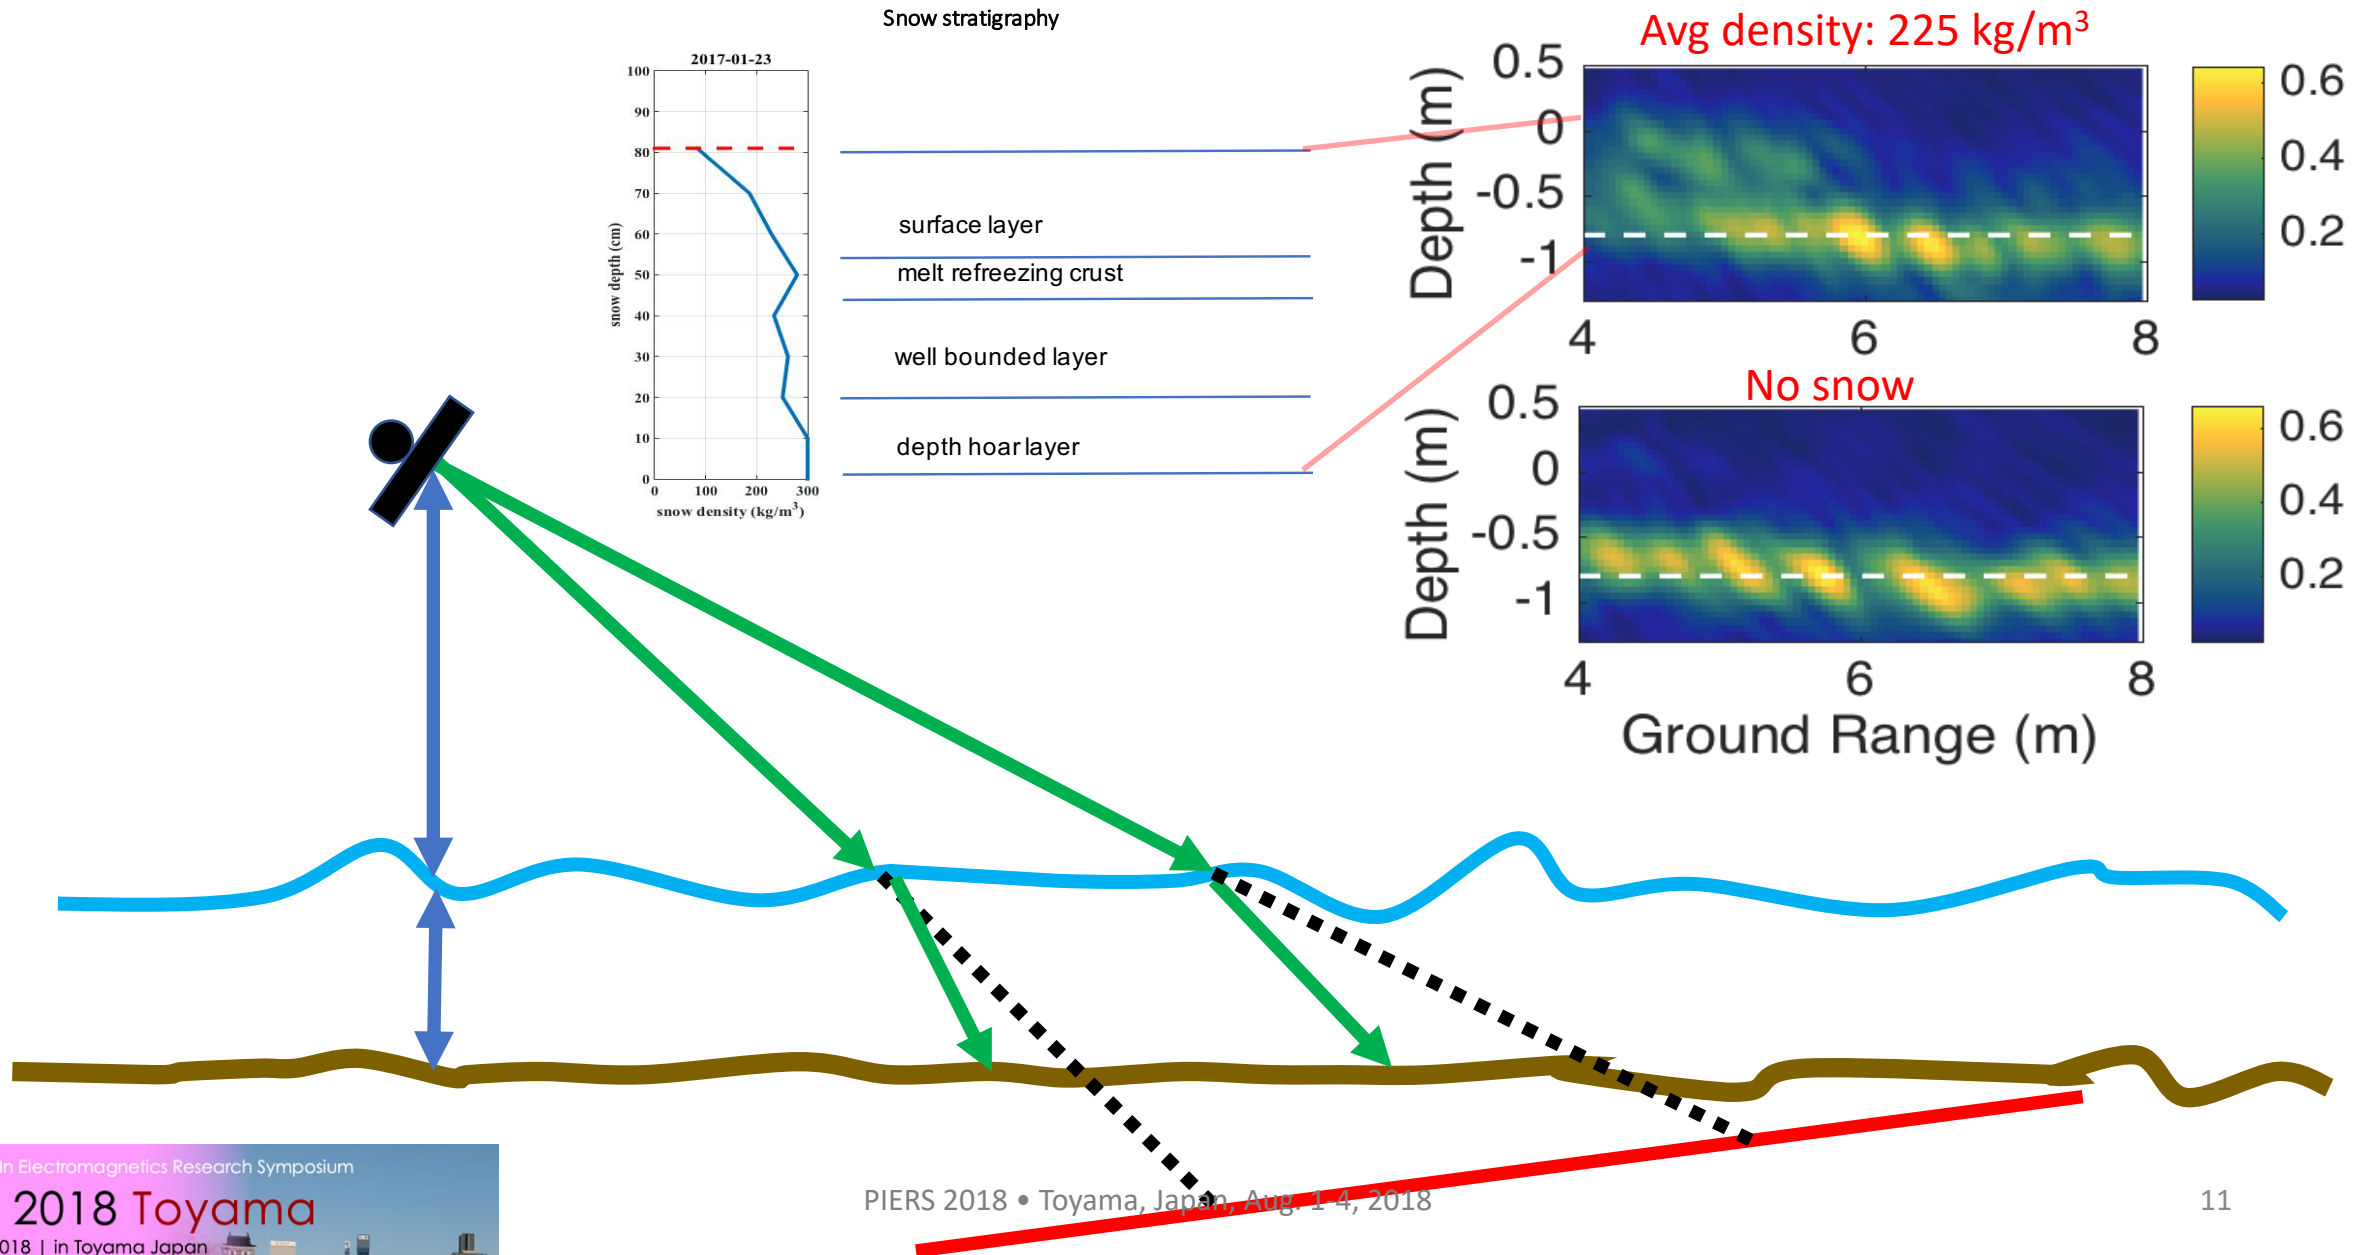 Snow stratigraphy
2017-01-23
100
90
80
70
60
50
40
30
20
10
0
snow depth (cm)
0 100 200 300
snow density (kg/m3)
surface layer
melt refreezing crust
well bounded layer
depth hoar layer
Avg density: 225 kg/m3
0.5
0
-0.5
-1
Depth (m)
4 6 8
0.6
0.4
0.2
No snow
0.5
0
-0.5
-1
Depth (m)
4 6 8
Ground Range (m)
0.6
0.4
0.2
In Electromagnetics Research Symposium
2018 Toyama
018 | in Toyama Japan
PIERS 2018 • Toyama, Japan, Aug. 1-4, 2018
11